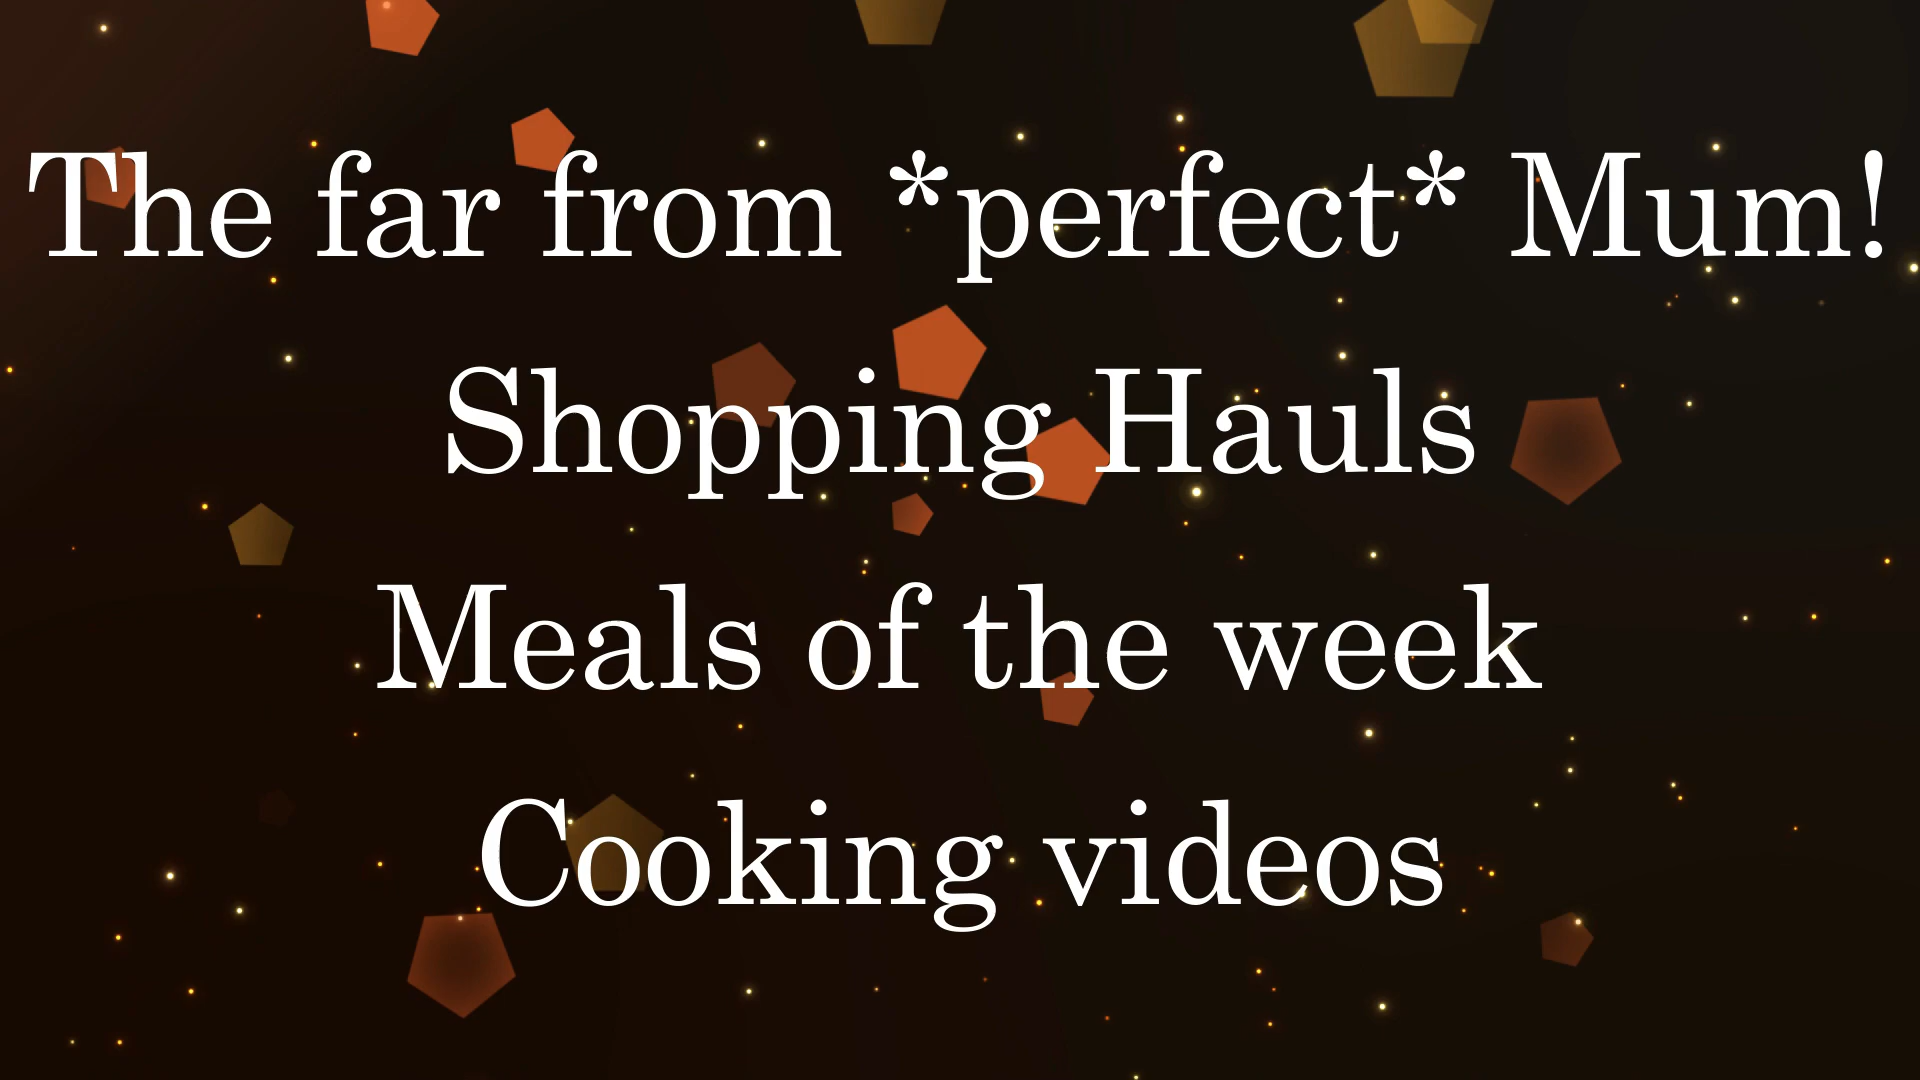 The far from *perfect* Mum!
Shopping Hauls
Meals of the week
Cooking videos